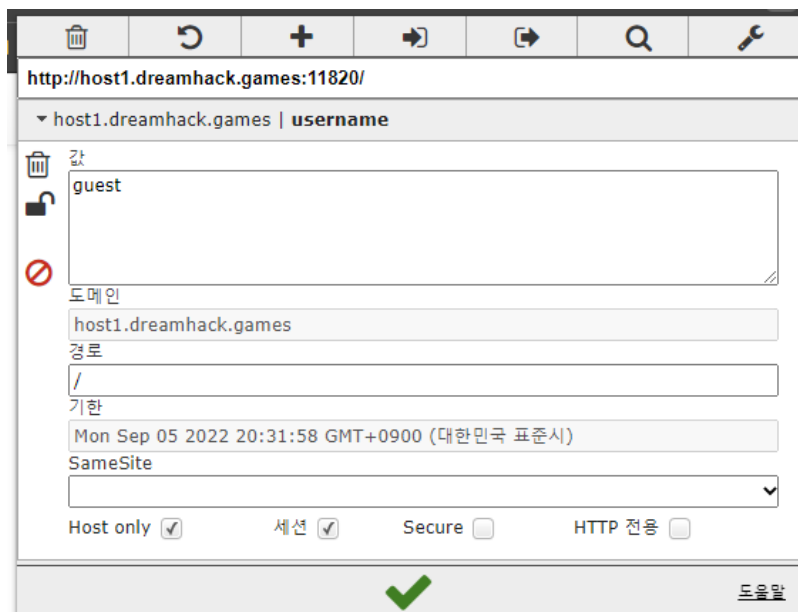 http://host1.dreamhack.games:11820/
host1.dreamhack.games | username
값
guest
도메인
host1.dreamhack.games
경로
/
기한
Mon Sep 05 2022 20:31:58 GMT+0900 (대한민국 표준시)
SameSite
Host only 세션 Secure HTTP 전용
도움말